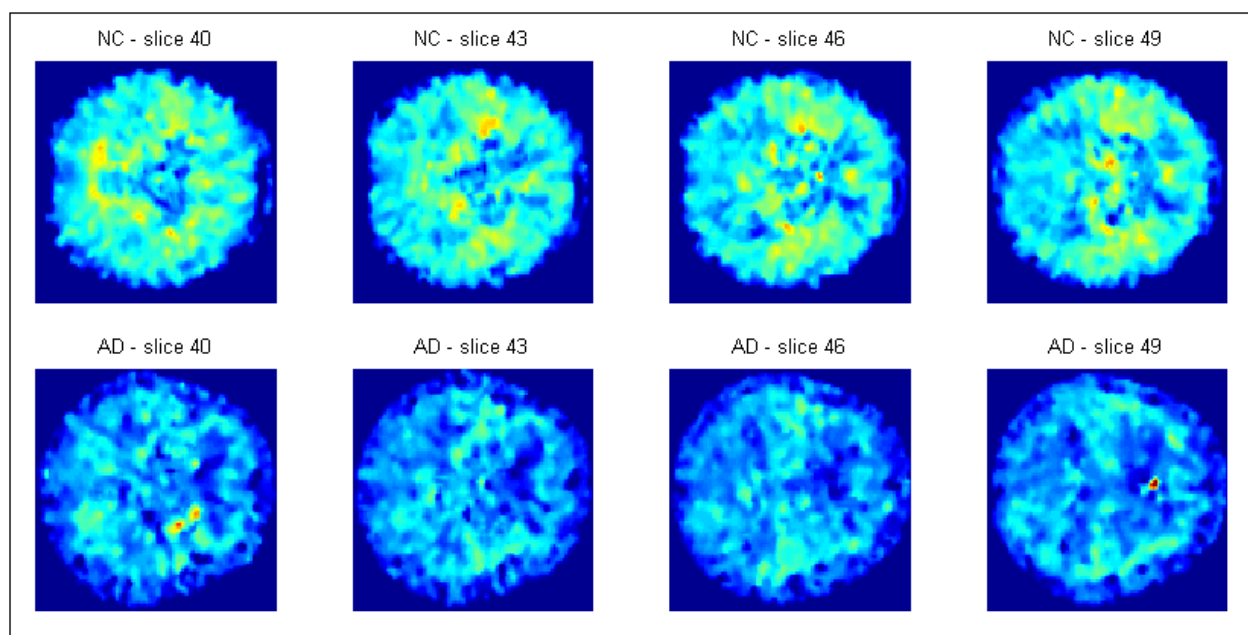 NC - slice 40
NC - slice 43
NC - slice 46
NC - slice 49
AD - slice 40
AD - slice 43
AD - slice 46
AD - slice 49